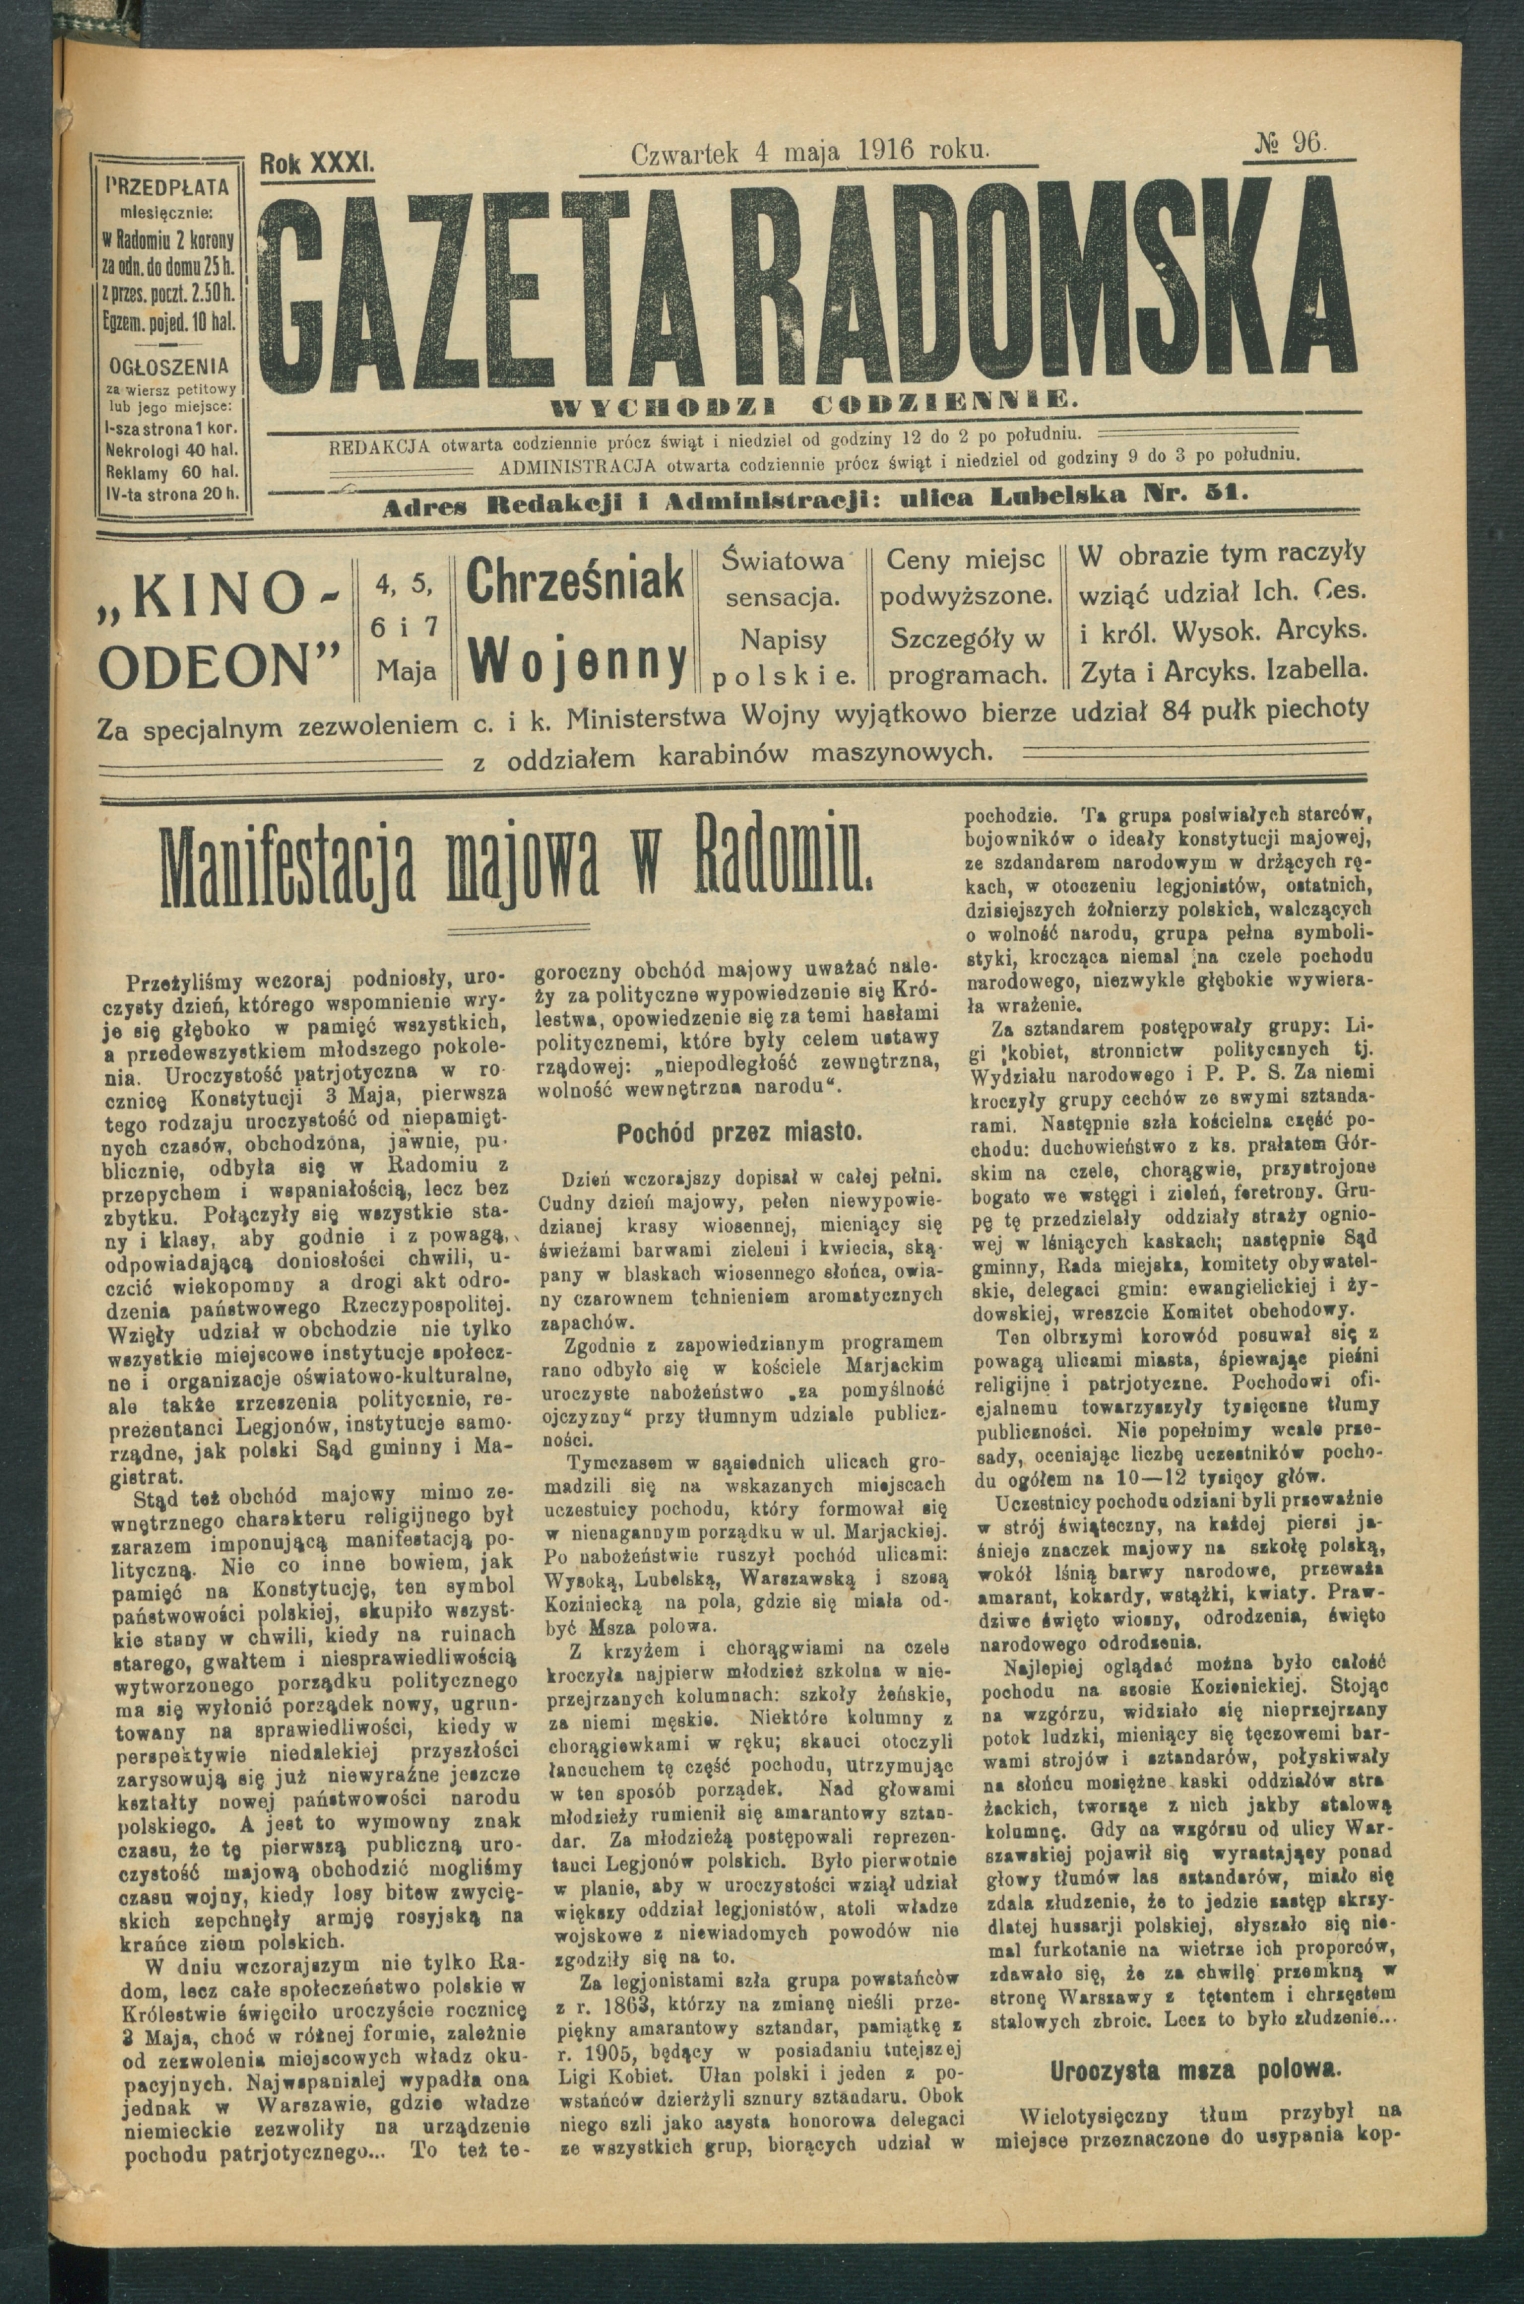 Rok XXXI.
Czwartek 4 maja 1916 roku.
№ 96.
PRZEDPŁATA
miesięcznie:
w Radomiu 2 korony
za odn. do domu 25 h.
z przes. poczt. 2.50 h.
Egzem. pojed. 10 hal.
OGŁOSZENIA
za wiersz petitowy
lub jego miejsce:
I-sza strona 1 kor.
Nekrologi 40 hal.
Reklamy 60 hal.
IV-ta strona 20 h.
GAZETA RADOMSKA
WYCHODZI CODZIENNIE.
REDAKCJA otwarta codziennie prócz świąt i niedziel od godziny 12 do 2 po południu.
ADMINISTRACJA otwarta codziennie prócz świąt i niedziel od godziny 9 do 3 po południu.
Adres Redakcji i Administracji: ulica Lubelska Nr. 51.
„KINO-
ODEON”
4, 5,
6 i 7
Maja
Chrześniak
Wojenny
Światowa
sensacja.
Napisy
polskie.
Ceny miejsc
podwyższone.
Szczegóły w
programach.
W obrazie tym raczyły
wziąć udział Ich. Ces.
i król. Wysok. Arcyks.
Zyta i Arcyks. Izabella.
Za specjalnym zezwoleniem c. i k. Ministerstwa Wojny wyjątkowo bierze udział 84 pułk piechoty
z oddziałem karabinów maszynowych.
Manifestacja majowa w Radomiu.
Przeżyliśmy wczoraj podniosły, uro-
czysty dzień, którego wspomnienie wry-
je się głęboko w pamięć wszystkich,
a przedewszystkiem młodszego pokole-
nia. Uroczystość patrjotyczna w ro-
cznicę Konstytucji 3 Maja, pierwsza
tego rodzaju uroczystość od niepamięt-
nych czasów, obchodzona, jawnie, pu-
blicznie, odbyła się w Radomiu z
przepychem i wspaniałością, lecz bez
zbytku. Połączyły się wszystkie sta-
ny i klasy, aby godnie i z powagą,
odpowiadającą doniosłości chwili, u-
czcić wiekopomny a drogi akt odro-
dzenia państwowego Rzeczypospolitej.
Wzięły udział w obchodzie nie tylko
wszystkie miejscowe instytucje społecz-
ne i organizacje oświatowo-kulturalne,
ale także zrzeszenia politycznie, re-
prezentanci Legjonów, instytucje samo-
rządne, jak polski Sąd gminny i Ma-
gistrat.
Stąd też obchód majowy mimo ze-
wnętrznego charakteru religijnego był
zarazem imponującą manifestacją po-
lityczną. Nie co inne bowiem, jak
pamięć na Konstytucję, ten symbol
państwowości polskiej, skupiło wszyst-
kie stany w chwili, kiedy na ruinach
starego, gwałtem i niesprawiedliwością
wytworzonego porządku politycznego
ma się wyłonić porządek nowy, ugrun-
towany na sprawiedliwości, kiedy w
perspektywie niedalekiej przyszłości
zarysowują się już niewyraźne jeszcze
kształty nowej państwowości narodu
polskiego. A jest to wymowny znak
czasu, że tę pierwszą publiczną uro-
czystość majową obchodzić mogliśmy
czasu wojny, kiedy losy bitew zwycię-
skich zepchnęły armję rosyjską na
krańce ziem polskich.
W dniu wczorajszym nie tylko Ra-
dom, lecz całe społeczeństwo polskie w
Królestwie święciło uroczyście rocznicę
3 Maja, choć w różnej formie, zależnie
od zezwolenia miejscowych władz oku-
pacyjnych. Najwspanialej wypadła ona
jednak w Warszawie, gdzie władze
niemieckie zezwoliły na urządzenie
pochodu patrjotycznego... To też te-
goroczny obchód majowy uważać nale-
ży za polityczne wypowiedzenie się Kró-
lestwa, opowiedzenie się za temi hasłami
politycznemi, które były celem ustawy
rządowej: „niepodległość zewnętrzna,
wolność wewnętrzna narodu“.
Pochód przez miasto.
Dzień wczorajszy dopisał w całej pełni.
Cudny dzień majowy, pełen niewypowie-
dzianej krasy wiosennej, mieniący się
świeżami barwami zieleni i kwiecia, ską-
pany w blaskach wiosennego słońca, owia-
ny czarownem tchnieniem aromatycznych
zapachów.
Zgodnie z zapowiedzianym programem
rano odbyło się w kościele Marjackim
uroczyste nabożeństwo „za pomyślność
ojczyzny“ przy tłumnym udziale publicz-
ności.
Tymczasem w sąsiednich ulicach gro-
madzili się na wskazanych miejscach
uczestnicy pochodu, który formował się
w nienagannym porządku w ul. Marjackiej.
Po nabożeństwie ruszył pochód ulicami:
Wysoką, Lubelską, Warszawską i szosą
Koziniecką na pola, gdzie się miała od-
być Msza polowa.
Z krzyżem i chorągwiami na czele
kroczyła najpierw młodzież szkolna w nie-
przejrzanych kolumnach: szkoły żeńskie,
za niemi męskie. Niektóre kolumny z
chorągiewkami w ręku; skauci otoczyli
łancuchem tę część pochodu, utrzymując
w ten sposób porządek. Nad głowami
młodzieży rumienił się amarantowy sztan-
dar. Za młodzieżą postępowali reprezen-
tanci Legjonów polskich. Było pierwotnie
w planie, aby w uroczystości wziął udział
większy oddział legjonistów, atoli władze
wojskowe z niewiadomych powodów nie
zgodziły się na to.
Za legjonistami szła grupa powstańców
z r. 1863, którzy na zmianę nieśli prze-
piękny amarantowy sztandar, pamiątkę z
r. 1905, będący w posiadaniu tutejszej
Ligi Kobiet. Ułan polski i jeden z po-
wstańców dzierżyli sznury sztandaru. Obok
niego szli jako asysta honorowa delegaci
ze wszystkich grup, biorących udział w
pochodzie. Ta grupa posiwiałych starców,
bojowników o ideały konstytucji majowej,
ze szdandarem narodowym w drżących rę-
kach, w otoczeniu legjonistów, ostatnich,
dzisiejszych żołnierzy polskich, walczących
o wolność narodu, grupa pełna symboli-
styki, krocząca niemal na czele pochodu
narodowego, niezwykle głębokie wywiera-
ła wrażenie.
Za sztandarem postępowały grupy: Li-
gi kobiet, stronnictw politycznych tj.
Wydziału narodowego i P. P. S. Za niemi
kroczyły grupy cechów ze swymi sztanda-
rami. Następnie szła kościelna część po-
chodu: duchowieństwo z ks. prałatem Gór-
skim na czele, chorągwie, przystrojone
bogato we wstęgi i zieleń, feretrony. Gru-
pę tę przedzielały oddziały straży ognio-
wej w lśniących kaskach; następnie Sąd
gminny, Rada miejska, komitety obywatel-
skie, delegaci gmin: ewangielickiej i ży-
dowskiej, wreszcie Komitet obchodowy.
Ten olbrzymi korowód posuwał się z
powagą ulicami miasta, śpiewając pieśni
religijne i patrjotyczne. Pochodowi ofi-
cjalnemu towarzyszyły tysięczne tłumy
publiczności. Nie popełnimy wcale prze-
sady, oceniając liczbę uczestników pocho-
du ogółem na 10—12 tysięcy głów.
Uczestnicy pochodu odziani byli przeważnie
w strój świąteczny, na każdej piersi ja-
śnieje znaczek majowy na szkołę polską,
wokół lśnią barwy narodowe, przeważa
amarant, kokardy, wstążki, kwiaty. Praw-
dziwe święto wiosny, odrodzenia, święto
narodowego odrodzenia.
Najlepiej oglądać można było całość
pochodu na szosie Kozienickiej. Stojąc
na wzgórzu, widziało się nieprzejrzany
potok ludzki, mieniący się tęczowemi bar-
wami strojów i sztandarów, połyskiwały
na słońcu mosiężne kaski oddziałów stra
żackich, tworząc z nich jakby stalową
kolumnę. Gdy na wzgórzu od ulicy War-
szawskiej pojawił się wyrastający ponad
głowy tłumów las sztandarów, miało się
zdala złudzenie, że to jedzie zastęp skrzy-
dlatej hussarji polskiej, słyszało się nie-
mal furkotanie na wietrze ich proporców,
zdawało się, że za chwilę przemkną w
stronę Warszawy z tętentem i chrzęstem
stalowych zbroic. Lecz to było złudzenie...
Uroczysta msza polowa.
Wielotysięczny tłum przybył na
miejsce przeznaczone do usypania kop-